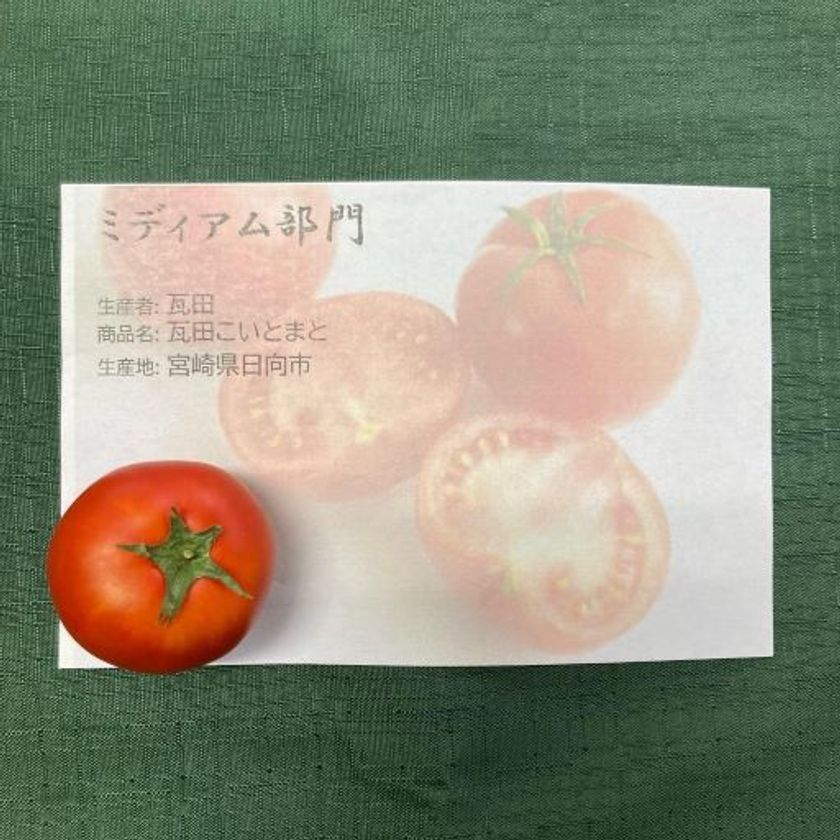 ミディアム部門
生産者: 瓦田
商品名: 瓦田こいとまと
生産地: 宮崎県日向市